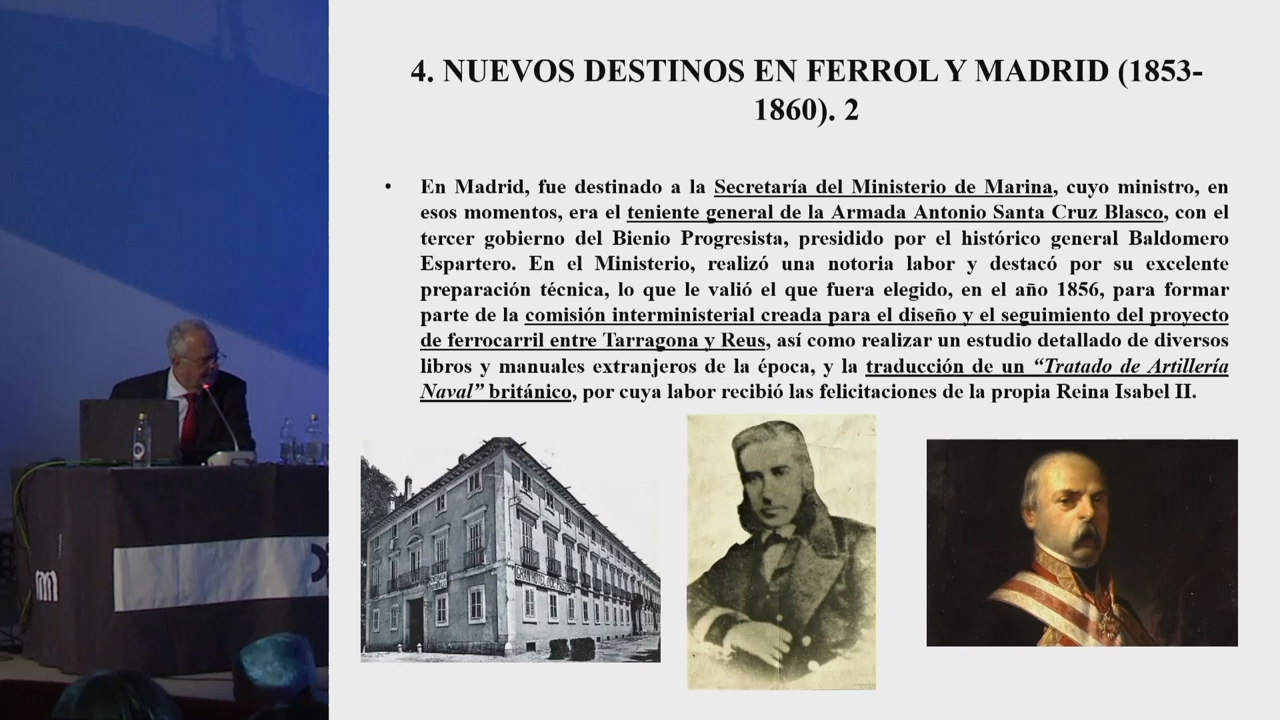 4. NUEVOS DESTINOS EN FERROL Y MADRID (1853-
1860). 2
• En Madrid, fue destinado a la Secretaría del Ministerio de Marina, cuyo ministro, en
esos momentos, era el teniente general de la Armada Antonio Santa Cruz Blasco, con el
tercer gobierno del Bienio Progresista, presidido por el histórico general Baldomero
Espartero. En el Ministerio, realizó una notoria labor y destacó por su excelente
preparación técnica, lo que le valió el que fuera elegido, en el año 1856, para formar
parte de la comisión interministerial creada para el diseño y el seguimiento del proyecto
de ferrocarril entre Tarragona y Reus, así como realizar un estudio detallado de diversos
libros y manuales extranjeros de la época, y la traducción de un “Tratado de Artillería
Naval” británico, por cuya labor recibió las felicitaciones de la propia Reina Isabel II.